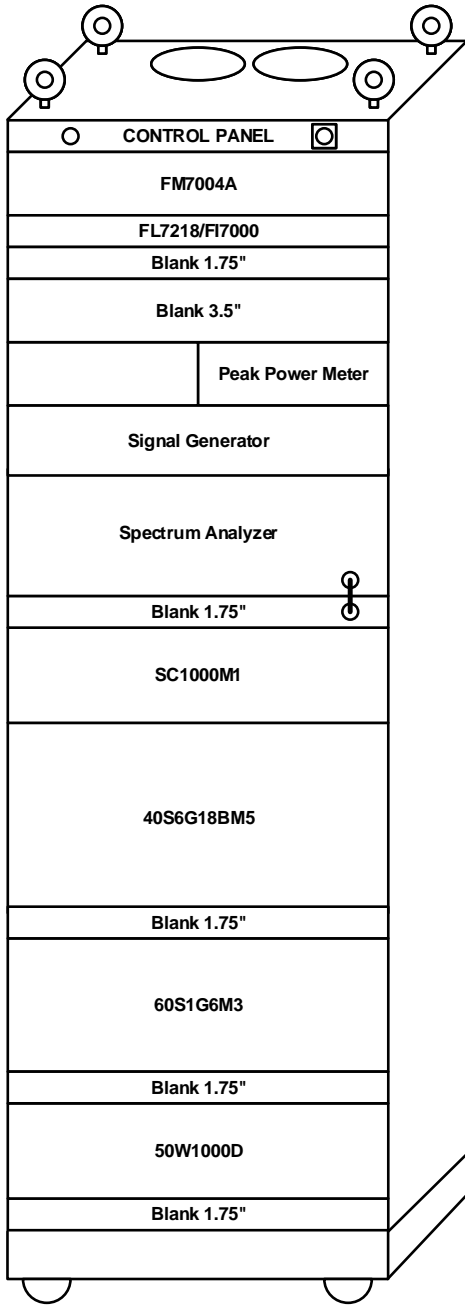 CONTROL PANEL
FM7004A
FL7218/FI7000
Blank 1.75"
Blank 3.5"
Peak Power Meter
Signal Generator
Spectrum Analyzer
Blank 1.75"
SC1000M1
40S6G18BM5
Blank 1.75"
60S1G6M3
Blank 1.75"
50W1000D
Blank 1.75"